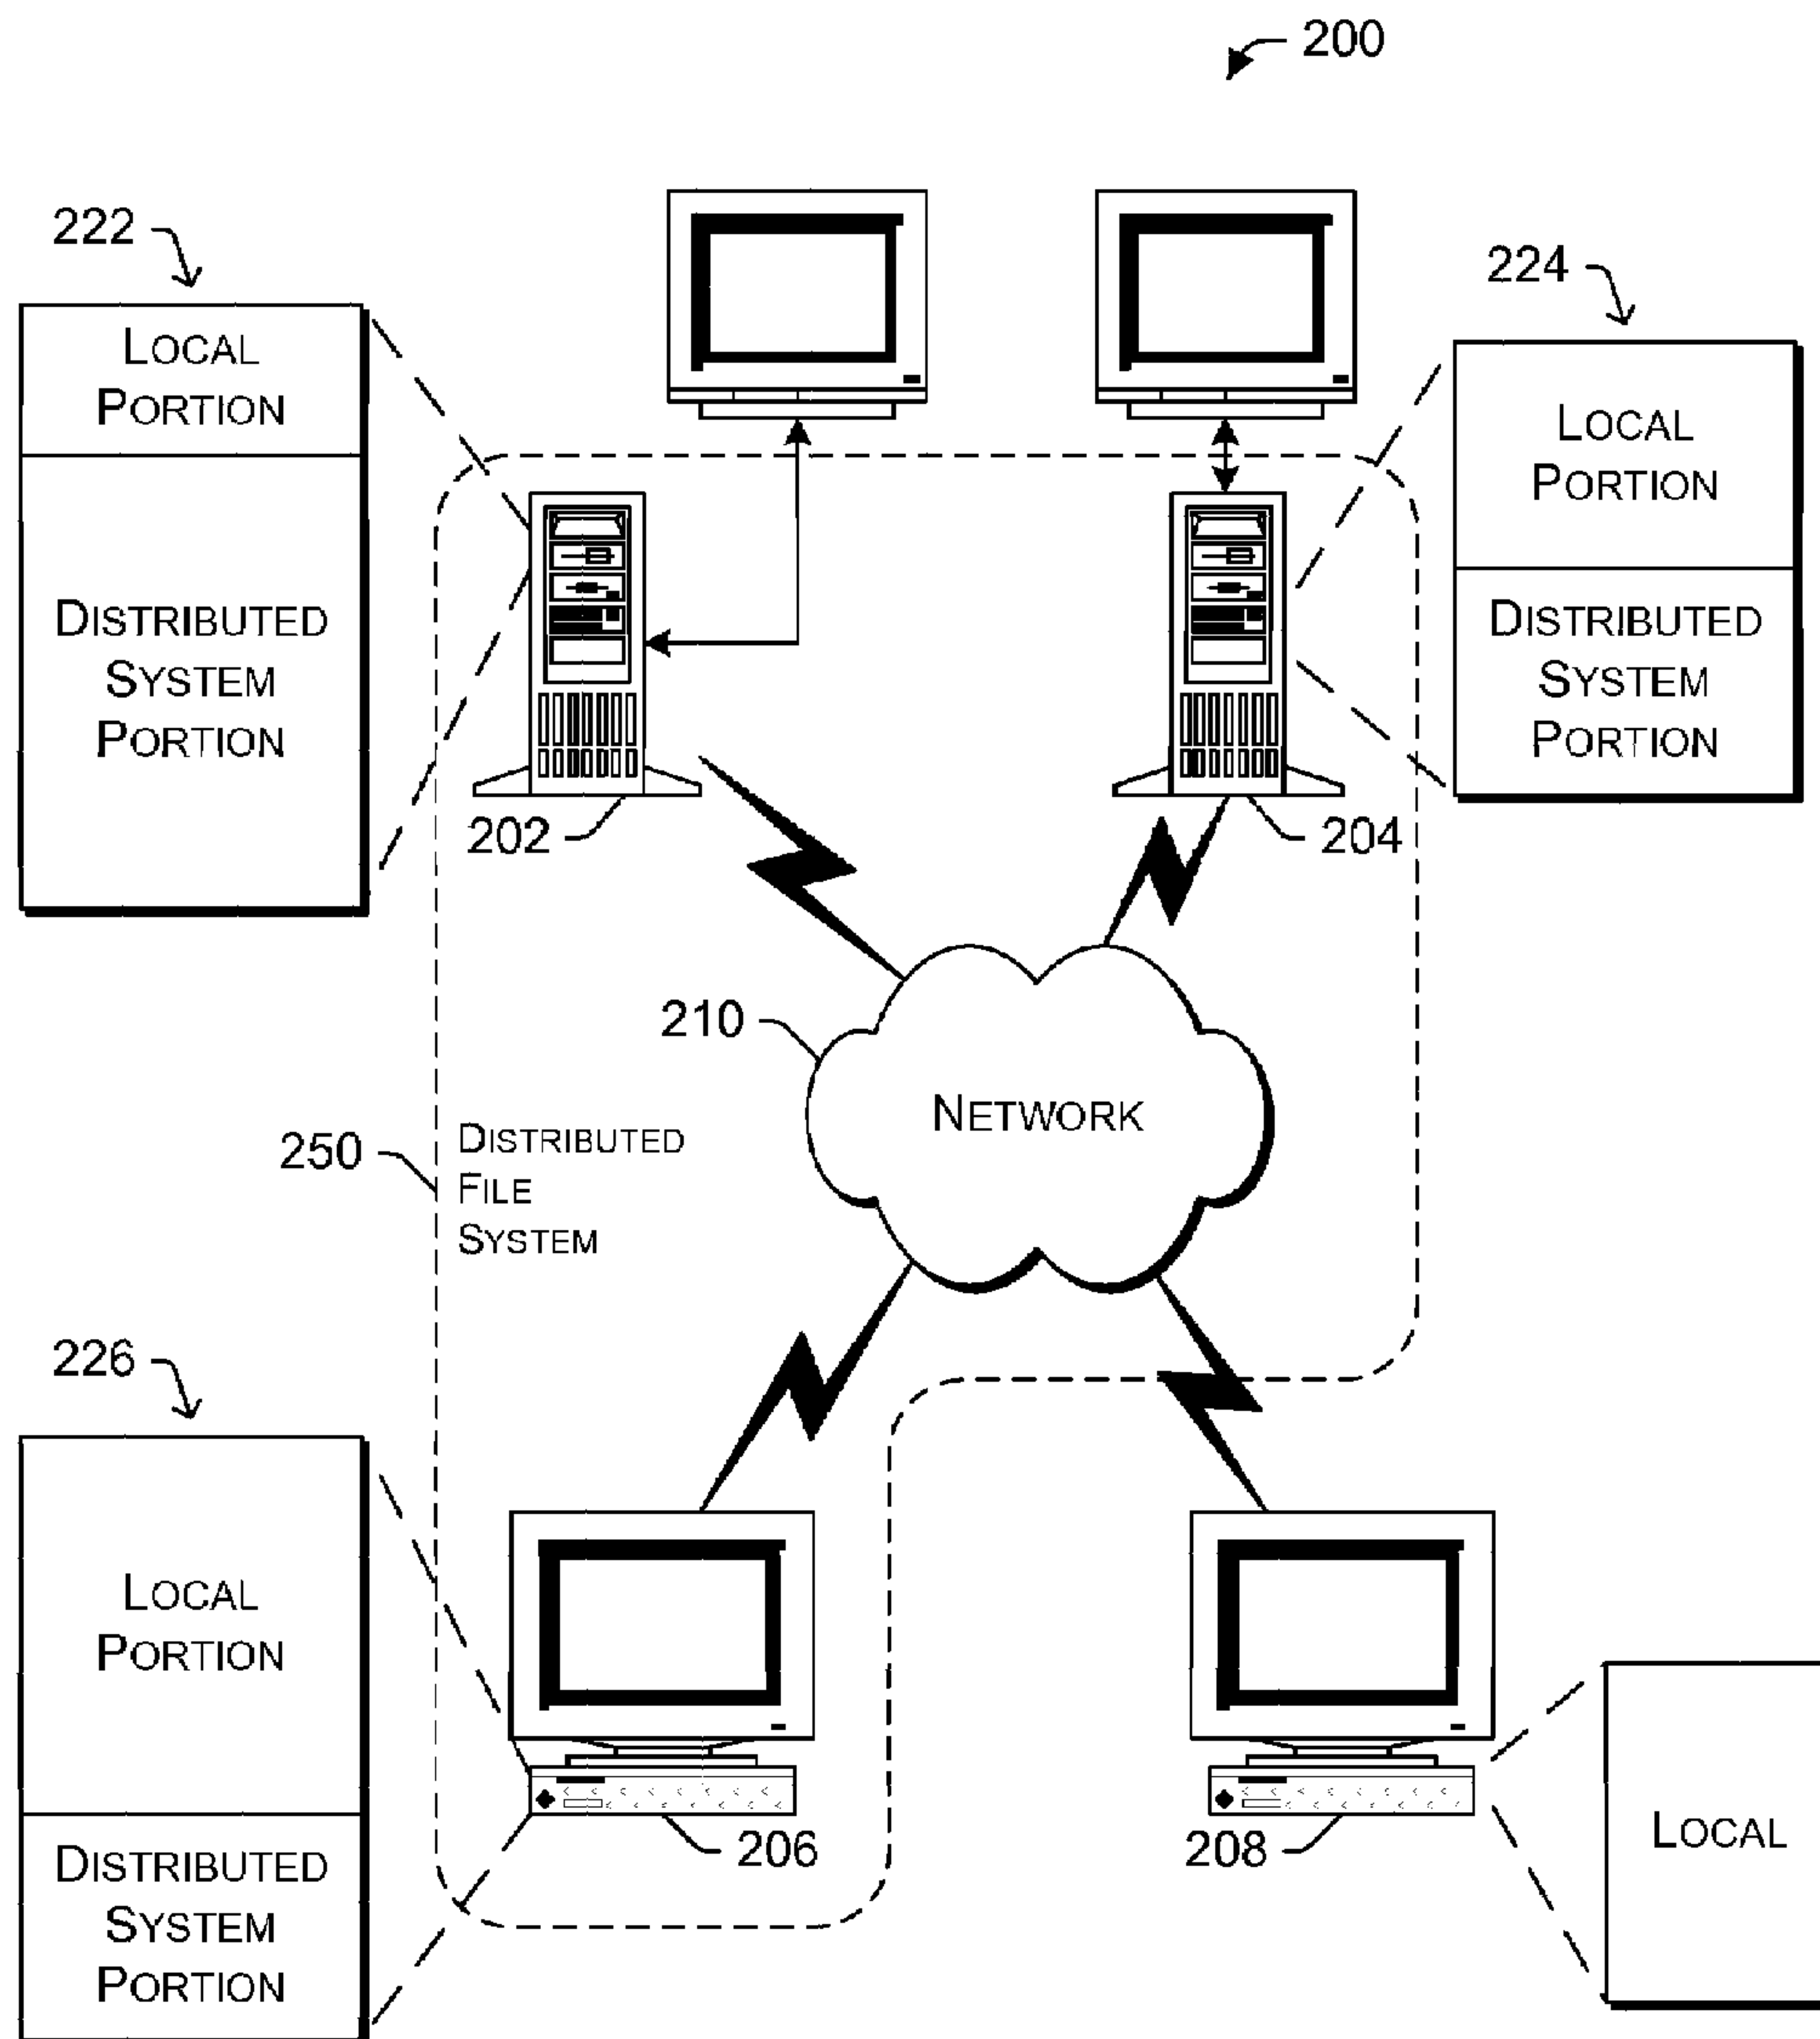 200
222
LOCAL
PORTION
DISTRIBUTED
SYSTEM
PORTION
224
LOCAL
PORTION
DISTRIBUTED
SYSTEM
PORTION
202
204
210
NETWORK
250
DISTRIBUTED
FILE
SYSTEM
226
LOCAL
PORTION
DISTRIBUTED
SYSTEM
PORTION
206
208
LOCAL